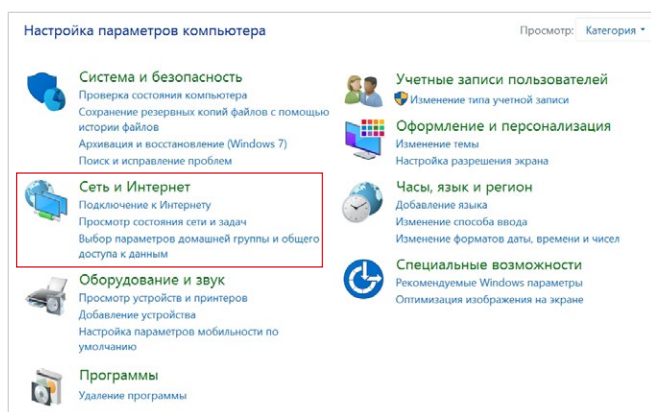 Настройка параметров компьютера
Просмотр: Категория
Система и безопасность
Проверка состояния компьютера
Сохранение резервных копий файлов с помощью
истории файлов
Архивация и восстановление (Windows 7)
Поиск и исправление проблем
Сеть и Интернет
Подключение к Интернету
Просмотр состояния сети и задач
Выбор параметров домашней группы и общего
доступа к данным
Оборудование и звук
Просмотр устройств и принтеров
Добавление устройства
Настройка параметров мобильности по
умолчанию
Программы
Удаление программы
Учетные записи пользователей
Изменение типа учетной записи
Оформление и персонализация
Изменение темы
Настройка разрешения экрана
Часы, язык и регион
Добавление языка
Изменение способа ввода
Изменение форматов даты, времени и чисел
Специальные возможности
Рекомендуемые Windows параметры
Оптимизация изображения на экране